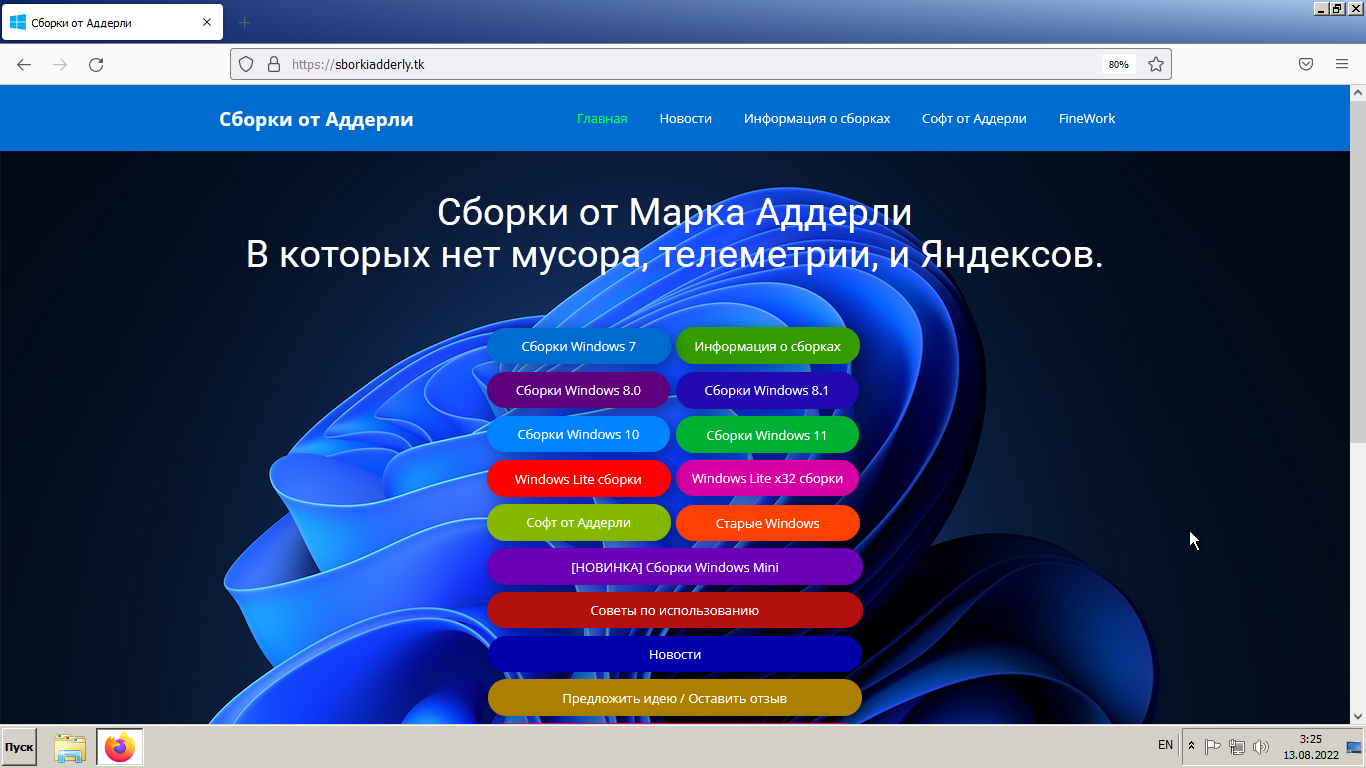 Сборки от Аддерли
https://sborkiadderly.tk
80%
Сборки от Аддерли
Главная
Новости
Информация о сборках
Софт от Аддерли
FineWork
Сборки от Марка Аддерли
В которых нет мусора, телеметрии, и Яндексов.
Сборки Windows 7
Информация о сборках
Сборки Windows 8.0
Сборки Windows 8.1
Сборки Windows 10
Сборки Windows 11
Windows Lite сборки
Windows Lite x32 сборки
Софт от Аддерли
Старые Windows
[НОВИНКА] Сборки Windows Mini
Советы по использованию
Новости
Предложить идею / Оставить отзыв
Пуск
EN
3:25
13.08.2022